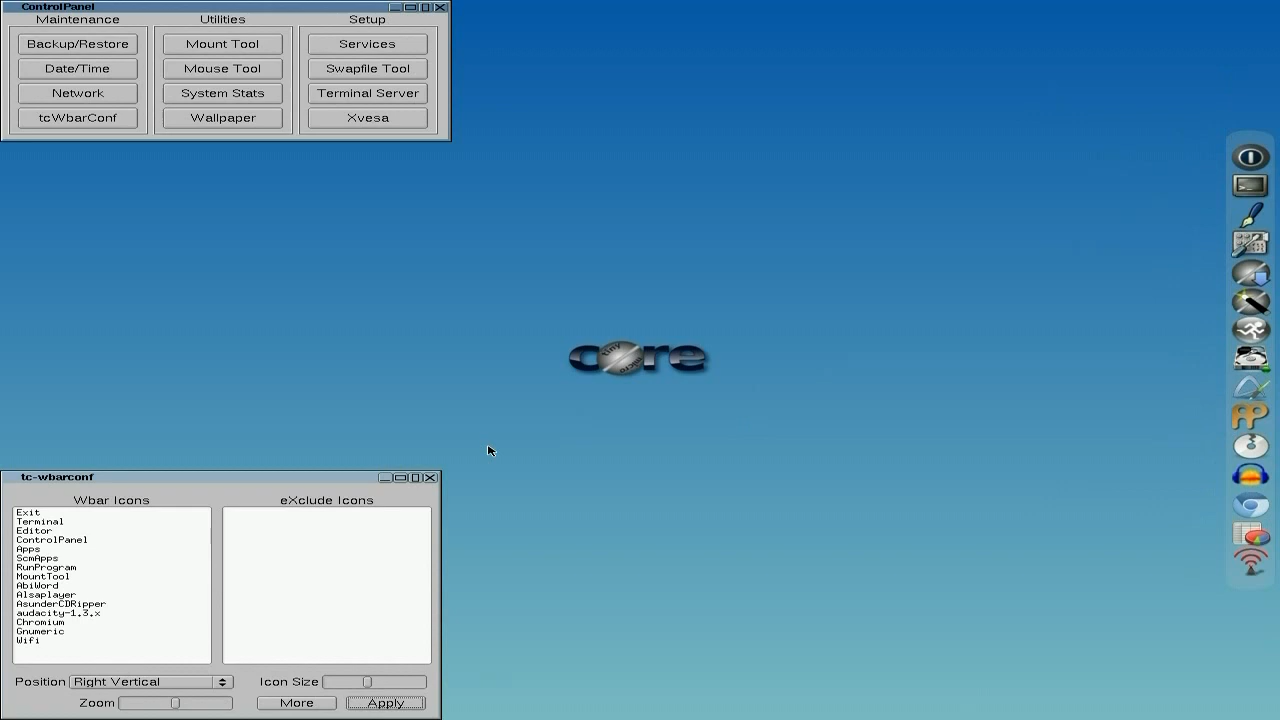 ControlPanel
Maintenance Utilities Setup
Backup/Restore Mount Tool Services
Date/Time Mouse Tool Swapfile Tool
Network System Stats Terminal Server
tcWbarConf Wallpaper Xvesa
core
tiny
micro
tc-wbarconf
Wbar Icons eXclude Icons
Exit
Terminal
Editor
ControlPanel
Apps
ScmApps
RunProgram
MountTool
AbiWord
Alsaplayer
AsunderCDRipper
audacity-1.3.x
Chromium
Gnumeric
Wifi
Position Right Vertical Icon Size
Zoom More Apply